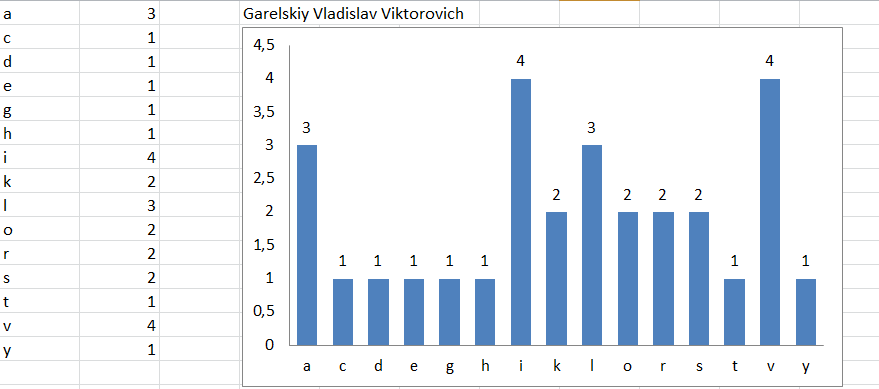 a 3 Garelskiy Vladislav Viktorovich
c 1
d 1
e 1
g 1
h 1
i 4
k 2
l 3
o 2
r 2
s 2
t 1
v 4
y 1
4,5
4
3,5
3
2,5
2
1,5
1
0,5
0
3 1 1 1 1 1 4 2 3 2 2 2 1 4 1
a c d e g h i k l o r s t v y